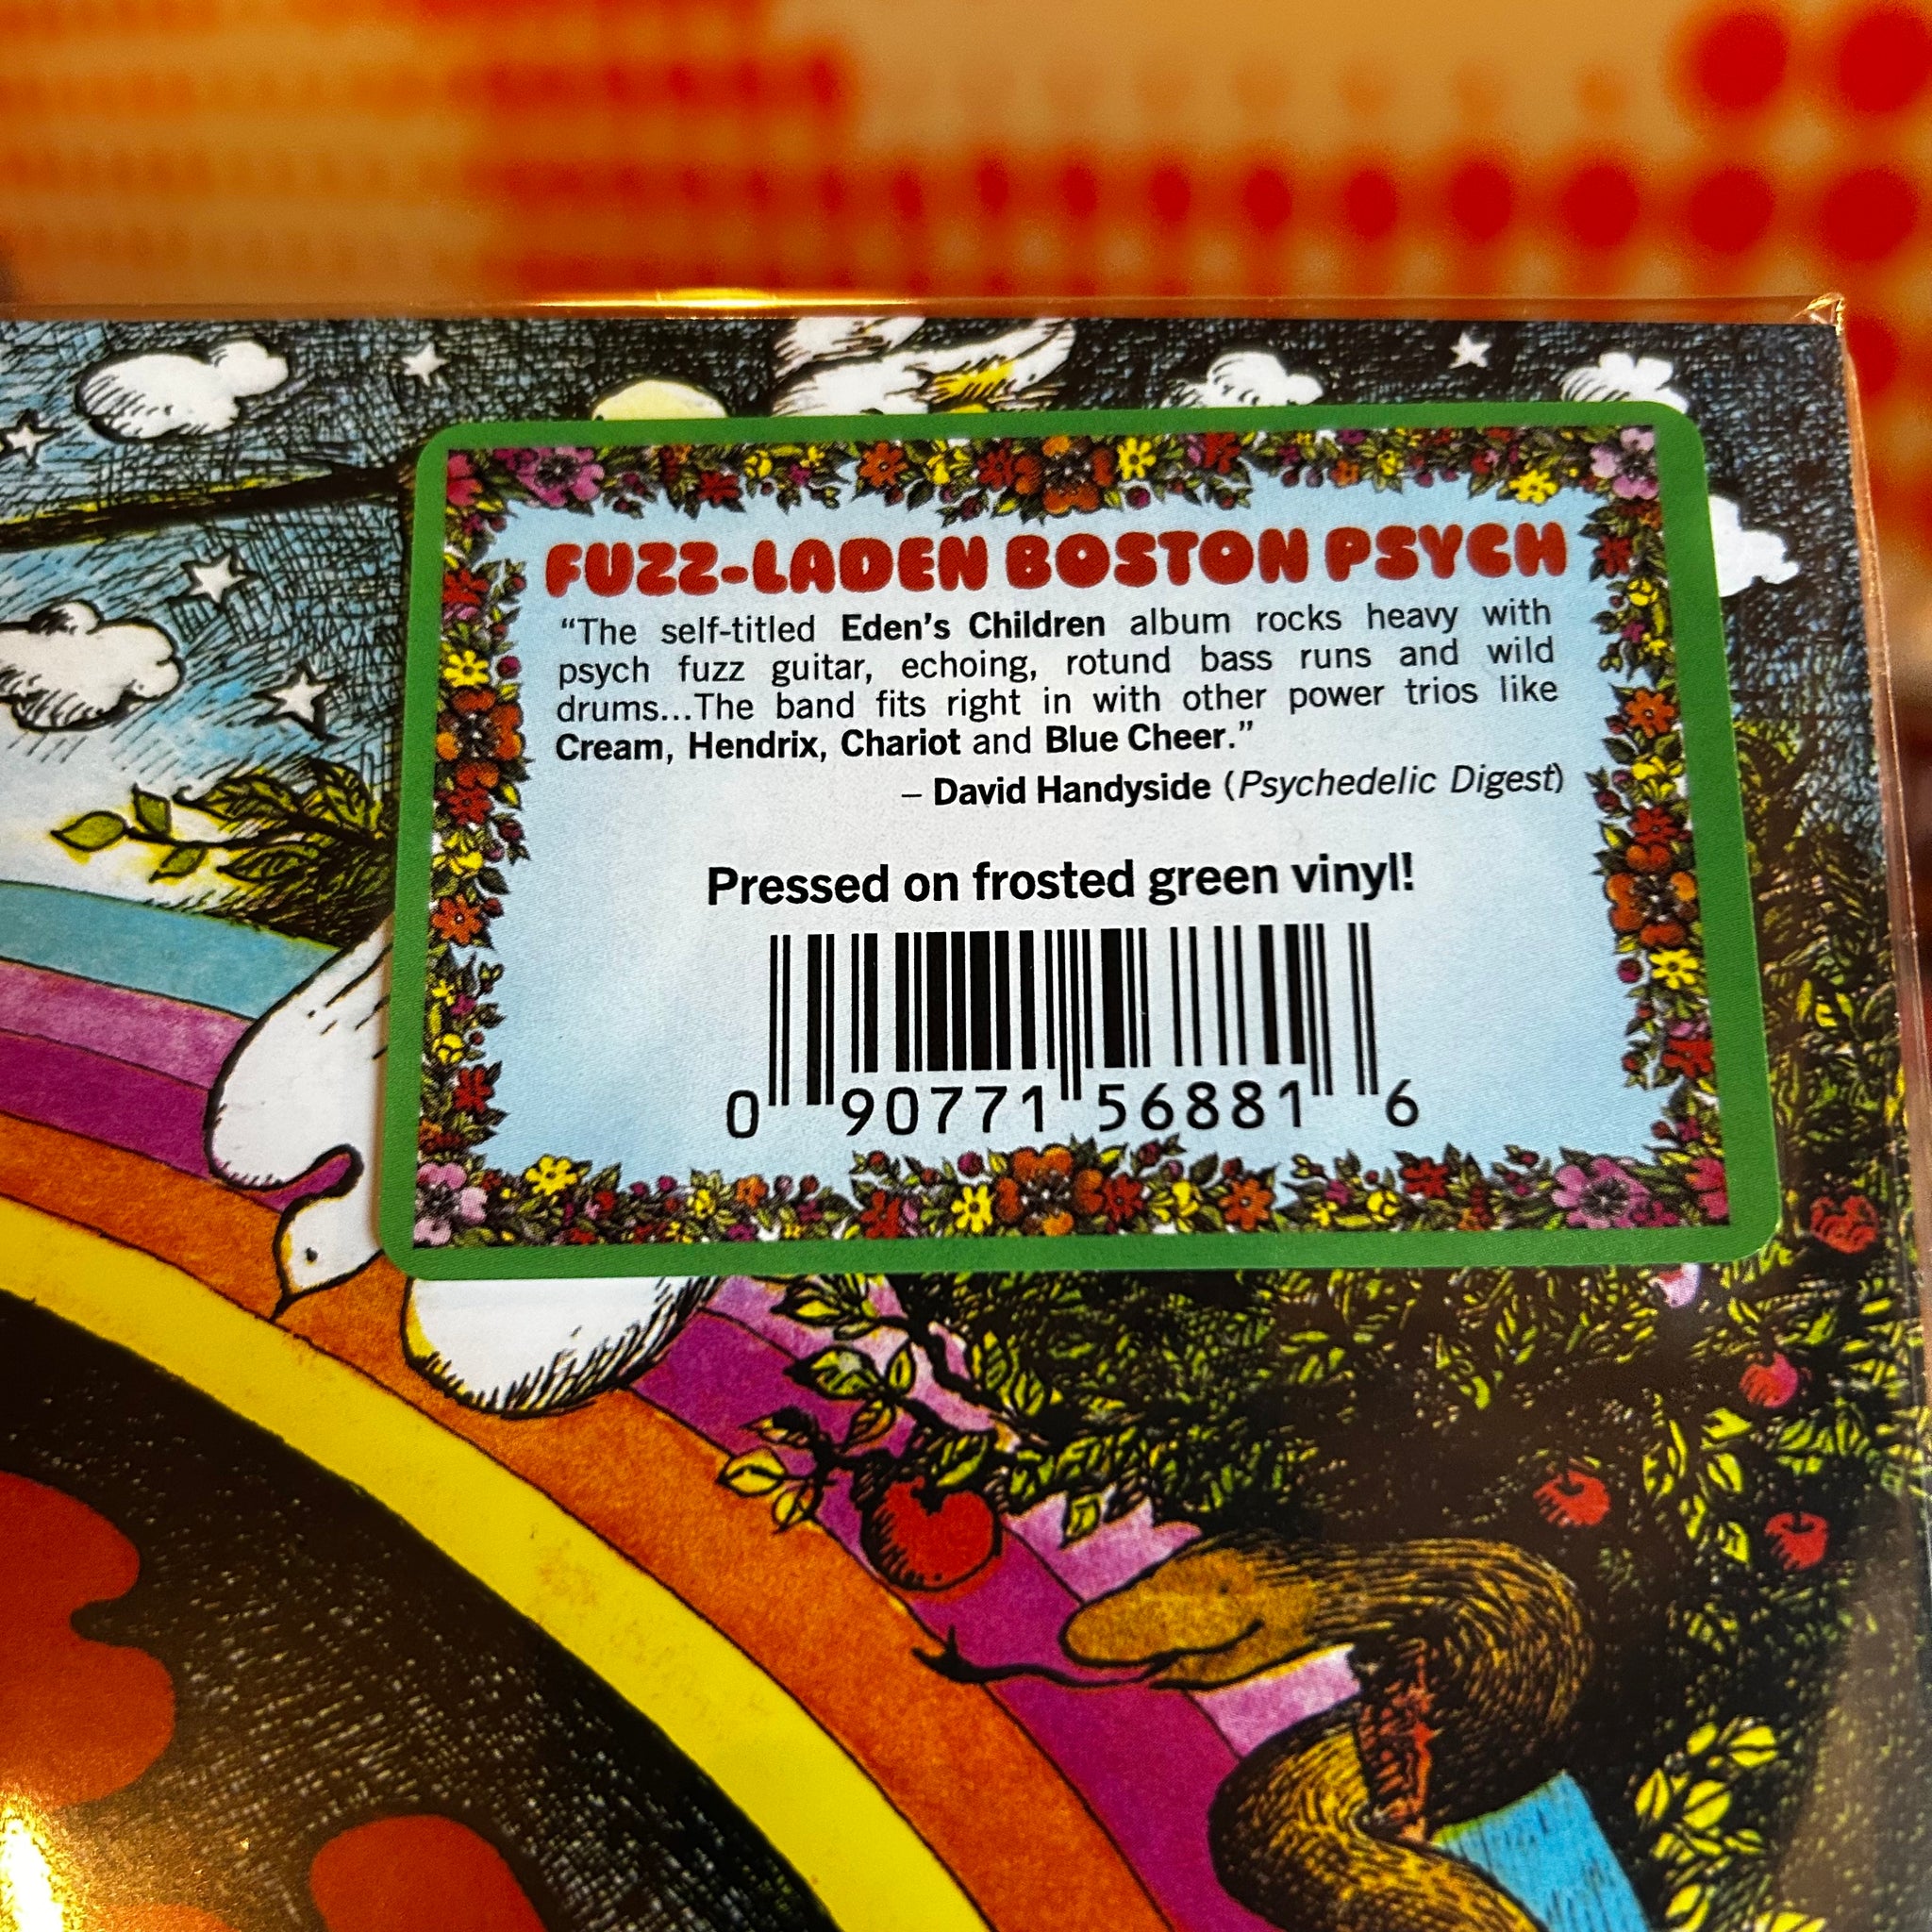 FUZZ-LADEN BOSTON PSYCH
“The self-titled Eden’s Children album rocks heavy with
psych fuzz guitar, echoing, rotund bass runs and wild
drums...The band fits right in with other power trios like
Cream, Hendrix, Chariot and Blue Cheer.”
– David Handyside (Psychedelic Digest)
Pressed on frosted green vinyl!
0 90771 56881 6